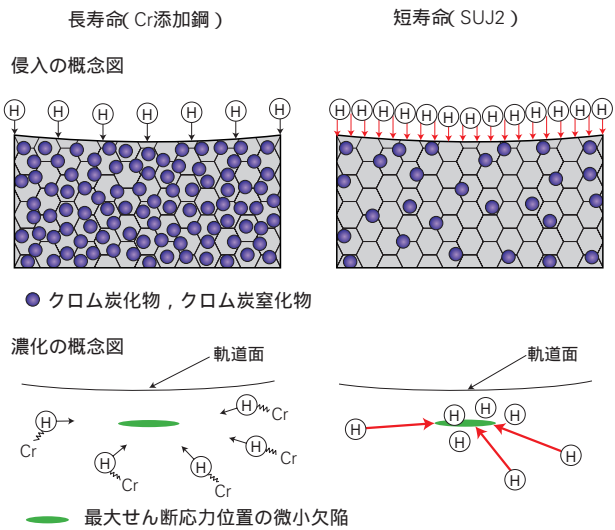 長寿命（Cr添加鋼） 短寿命（SUJ2）
侵入の概念図
H H H H H H H H H H H H H H H H H H H H H H
クロム炭化物，クロム炭窒化物
濃化の概念図
軌道面 軌道面
H Cr H Cr H Cr H Cr H Cr
H H H H H H H
最大せん断応力位置の微小欠陥